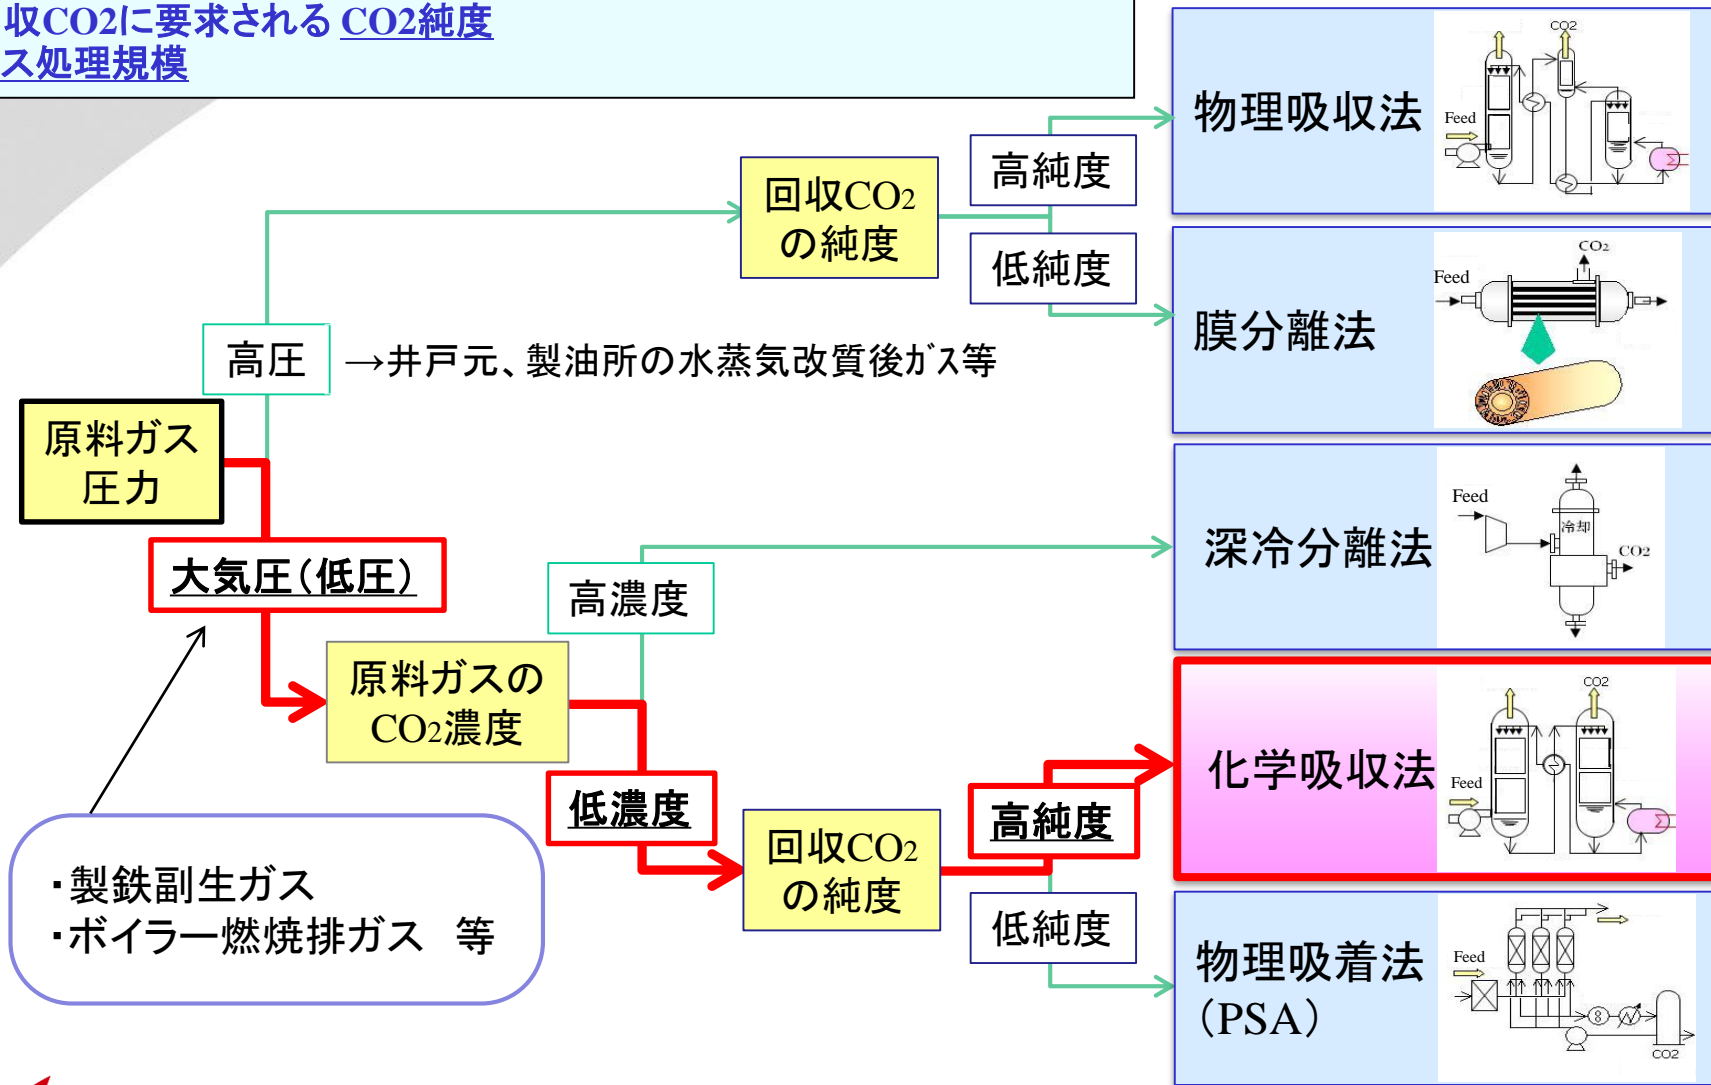 収CO2に要求される CO2純度
ス処理規模
物理吸収法
CO2
Feed
高純度
回収CO2
の純度
低純度
膜分離法
CO2
Feed
高圧
→井戸元、製油所の水蒸気改質後ｶﾞｽ等
原料ガス
圧力
深冷分離法
Feed
冷却
CO2
大気圧（低圧）
高濃度
原料ガスの
CO2濃度
化学吸収法
CO2
Feed
低濃度
高純度
回収CO2
の純度
・製鉄副生ガス
・ボイラー燃焼排ガス　等
低純度
物理吸着法
（PSA）
Feed
CO2